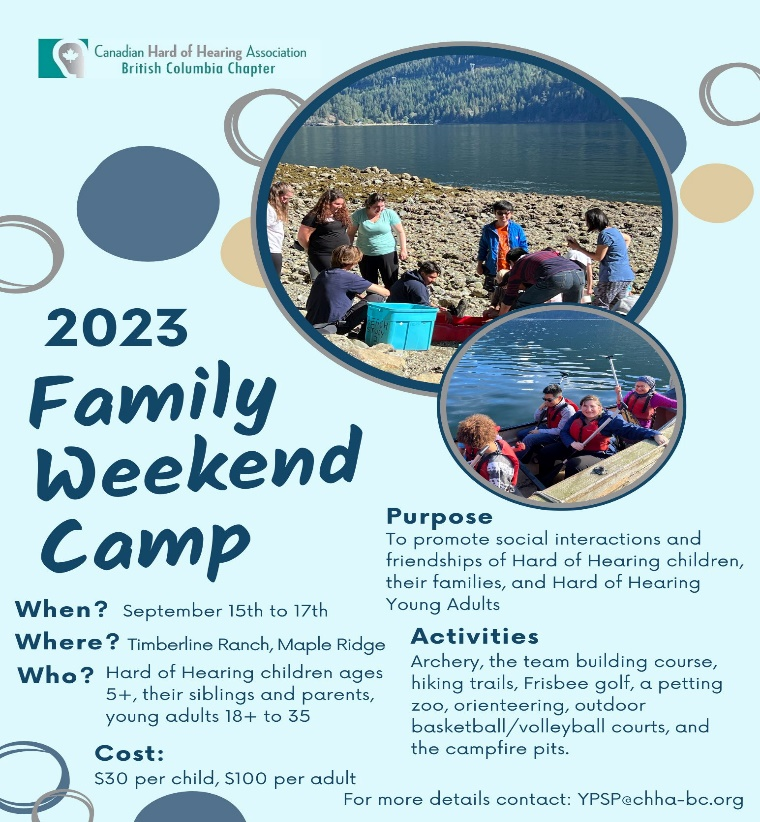 Canadian Hard of Hearing Association
British Columbia Chapter
2023
Family
Weekend
Camp
When? September 15th to 17th
Where? Timberline Ranch, Maple Ridge
Who? Hard of Hearing children ages
5+, their siblings and parents,
young adults 18+ to 35
Cost:
$30 per child, $100 per adult
Purpose
To promote social interactions and
friendships of Hard of Hearing children,
their families, and Hard of Hearing
Young Adults
Activities
Archery, the team building course,
hiking trails, Frisbee golf, a petting
zoo, orienteering, outdoor
basketball/volleyball courts, and
the campfire pits.
For more details contact: YPSP@chha-bc.org